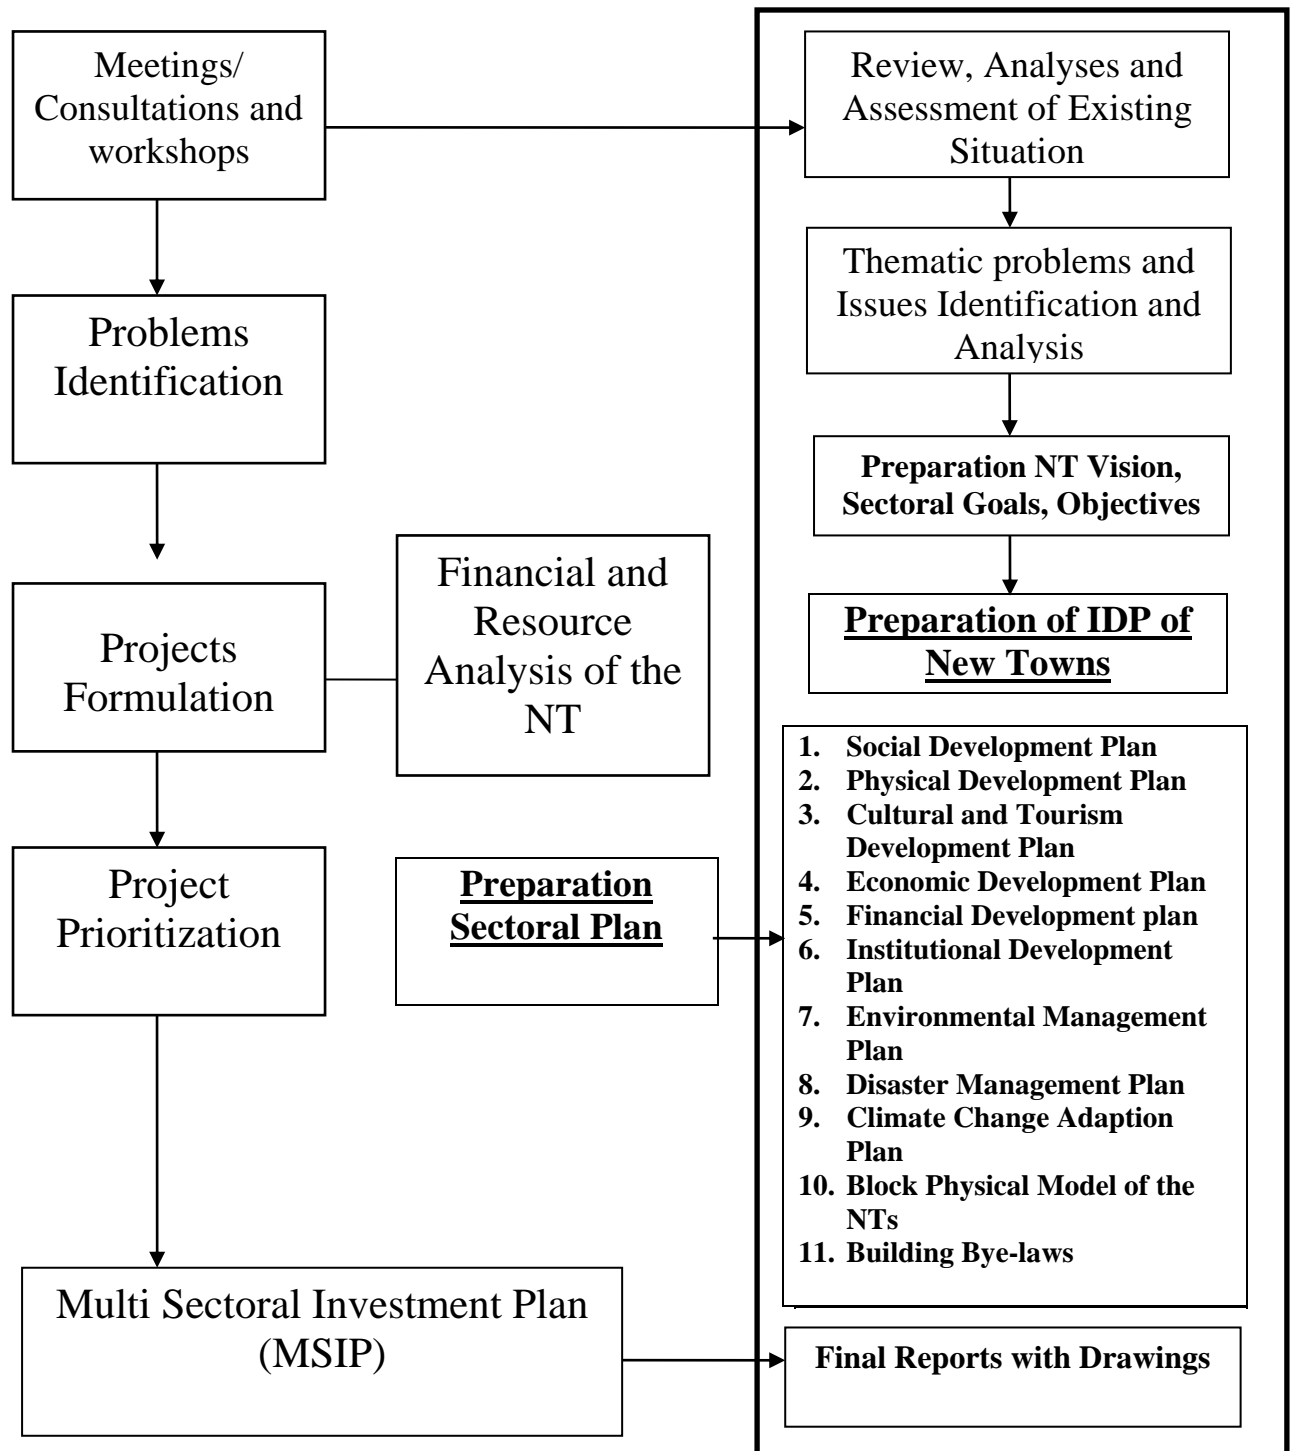 Meetings/
Consultations and
workshops
Problems
Identification
Projects
Formulation
Financial and
Resource
Analysis of the
NT
Project
Prioritization
Preparation
Sectoral Plan
Multi Sectoral Investment Plan
(MSIP)
Review, Analyses and
Assessment of Existing
Situation
Thematic problems and
Issues Identification and
Analysis
Preparation NT Vision,
Sectoral Goals, Objectives
Preparation of IDP of
New Towns
1. Social Development Plan
2. Physical Development Plan
3. Cultural and Tourism
Development Plan
4. Economic Development Plan
5. Financial Development plan
6. Institutional Development
Plan
7. Environmental Management
Plan
8. Disaster Management Plan
9. Climate Change Adaption
Plan
10. Block Physical Model of the
NTs
11. Building Bye-laws
Final Reports with Drawings